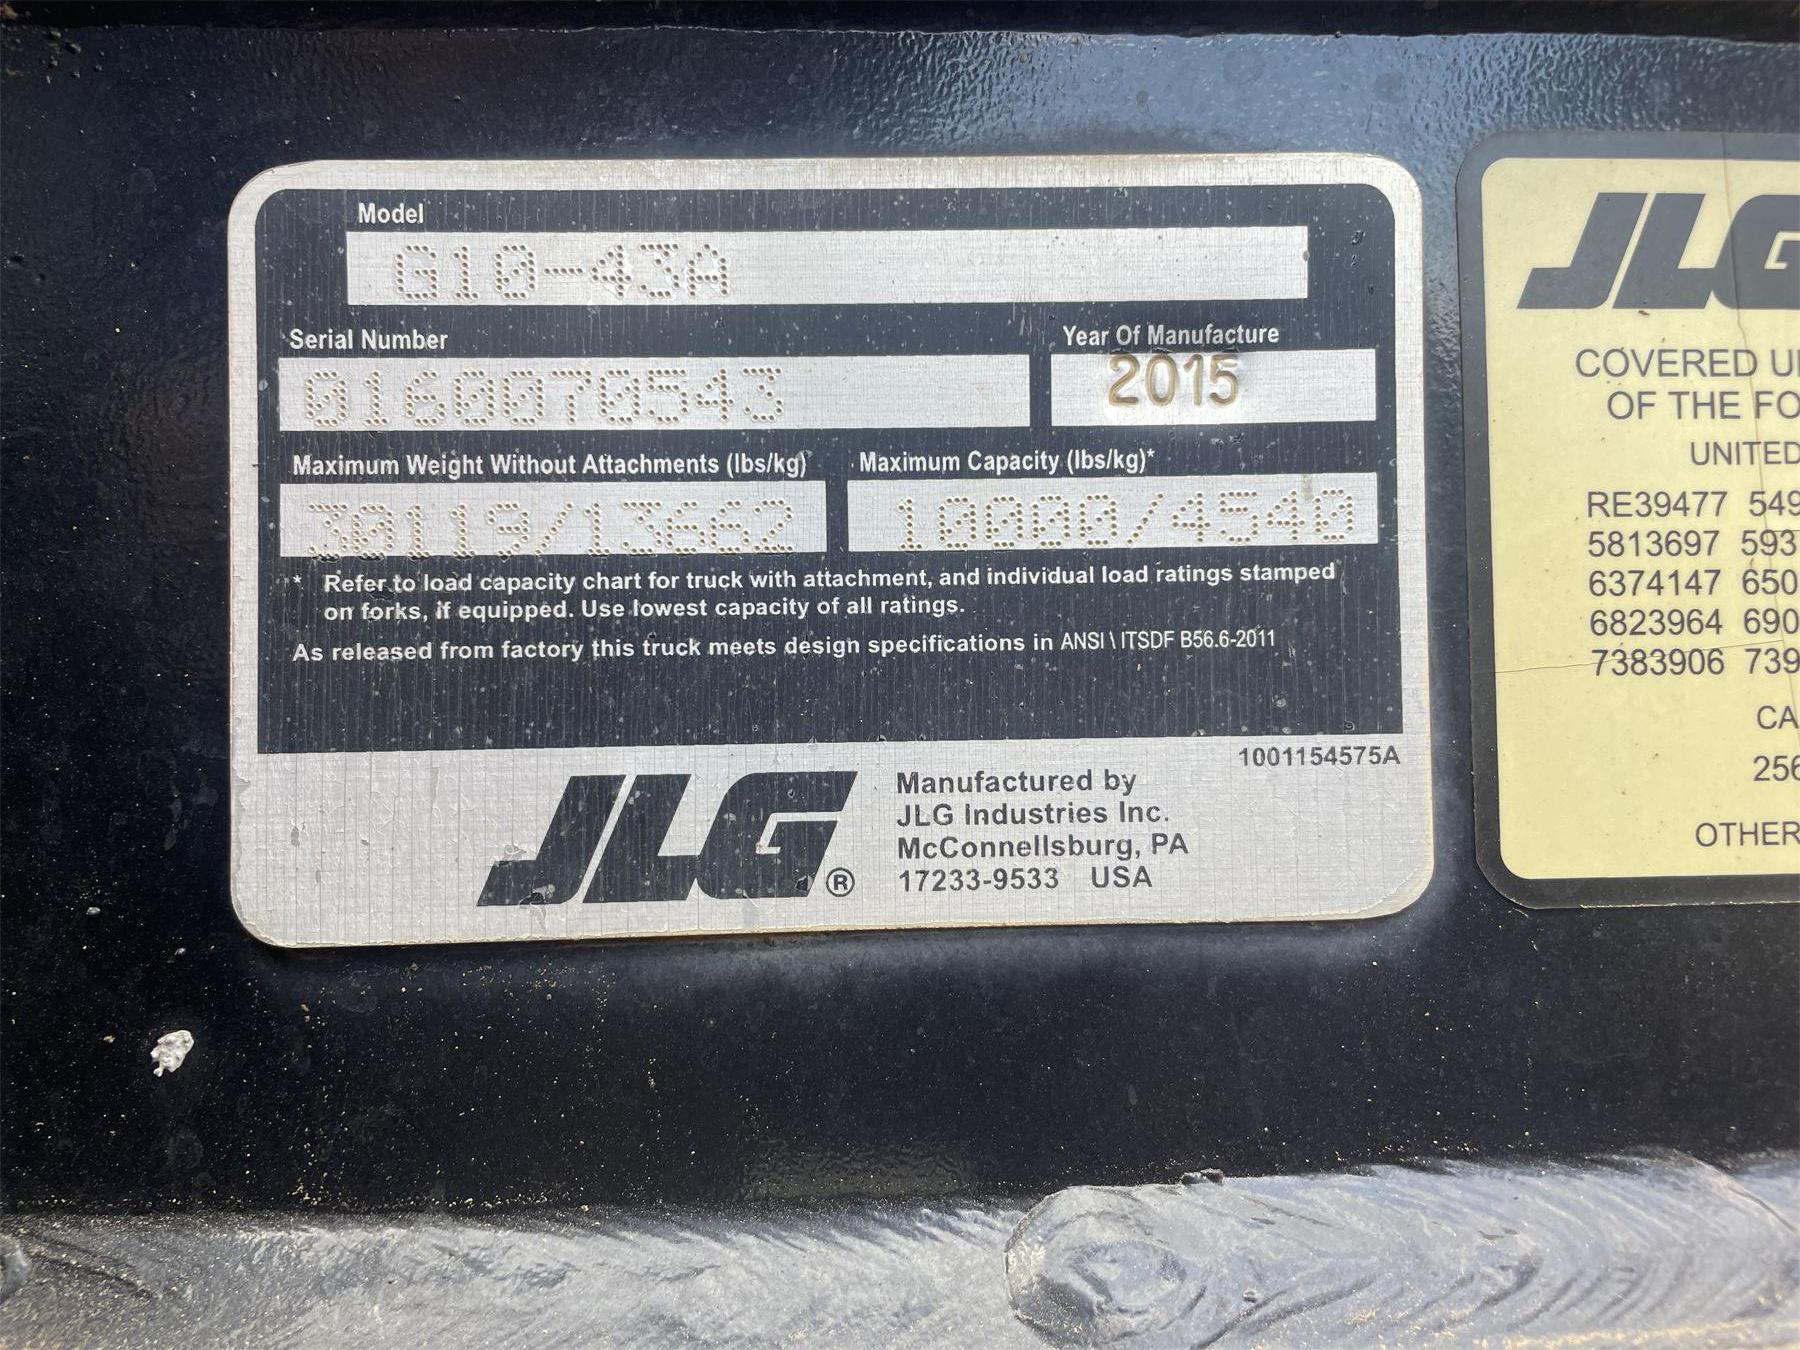 Model
G10-43A
Serial Number
0160070543
Year Of Manufacture
2015
Maximum Weight Without Attachments (lbs/kg)
30119/13662
Maximum Capacity (lbs/kg)*
10000/4540
* Refer to load capacity chart for truck with attachment, and individual load ratings stamped
on forks, if equipped. Use lowest capacity of all ratings.
As released from factory this truck meets design specifications in ANSI \ ITSDF B56.6-2011
1001154575A
JLG®
Manufactured by
JLG Industries Inc.
McConnellsburg, PA
17233-9533 USA
JLG
COVERED
OF THE
UNITED
RE39477
5813697
6374147
6823964
7383906
OTHER